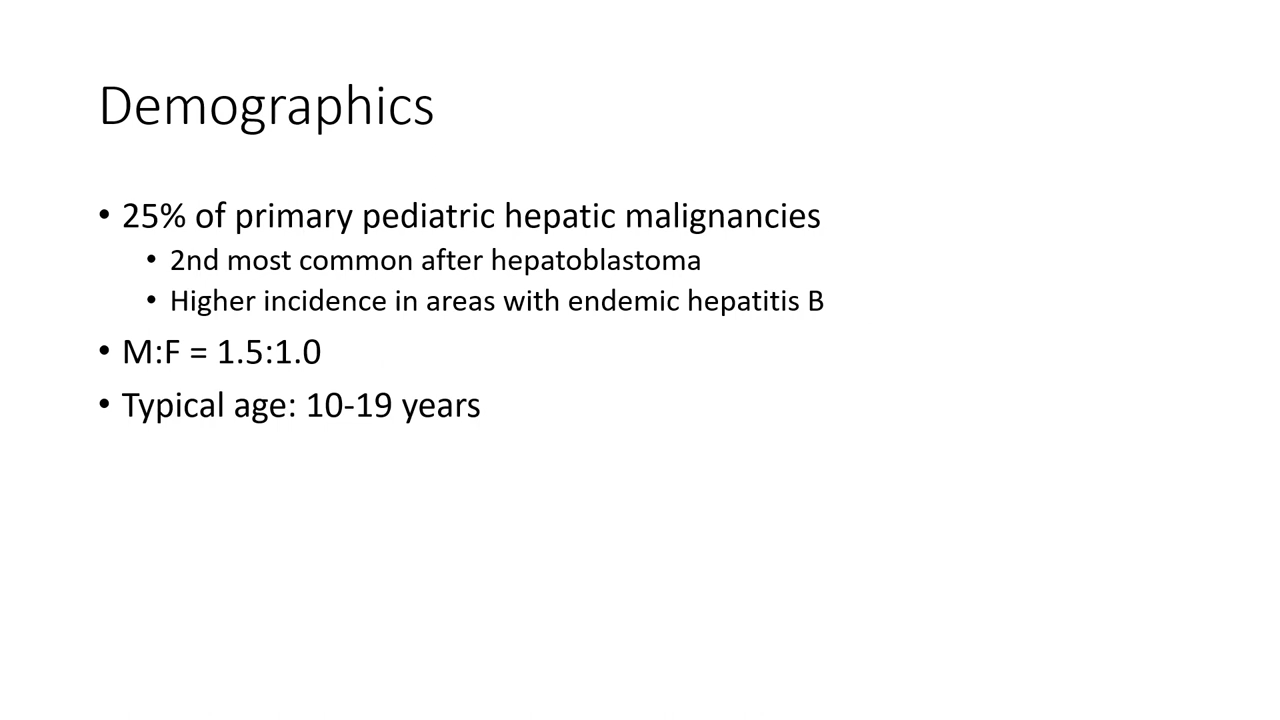 Demographics
• 25% of primary pediatric hepatic malignancies
• 2nd most common after hepatoblastoma
• Higher incidence in areas with endemic hepatitis B
• M:F = 1.5:1.0
• Typical age: 10-19 years